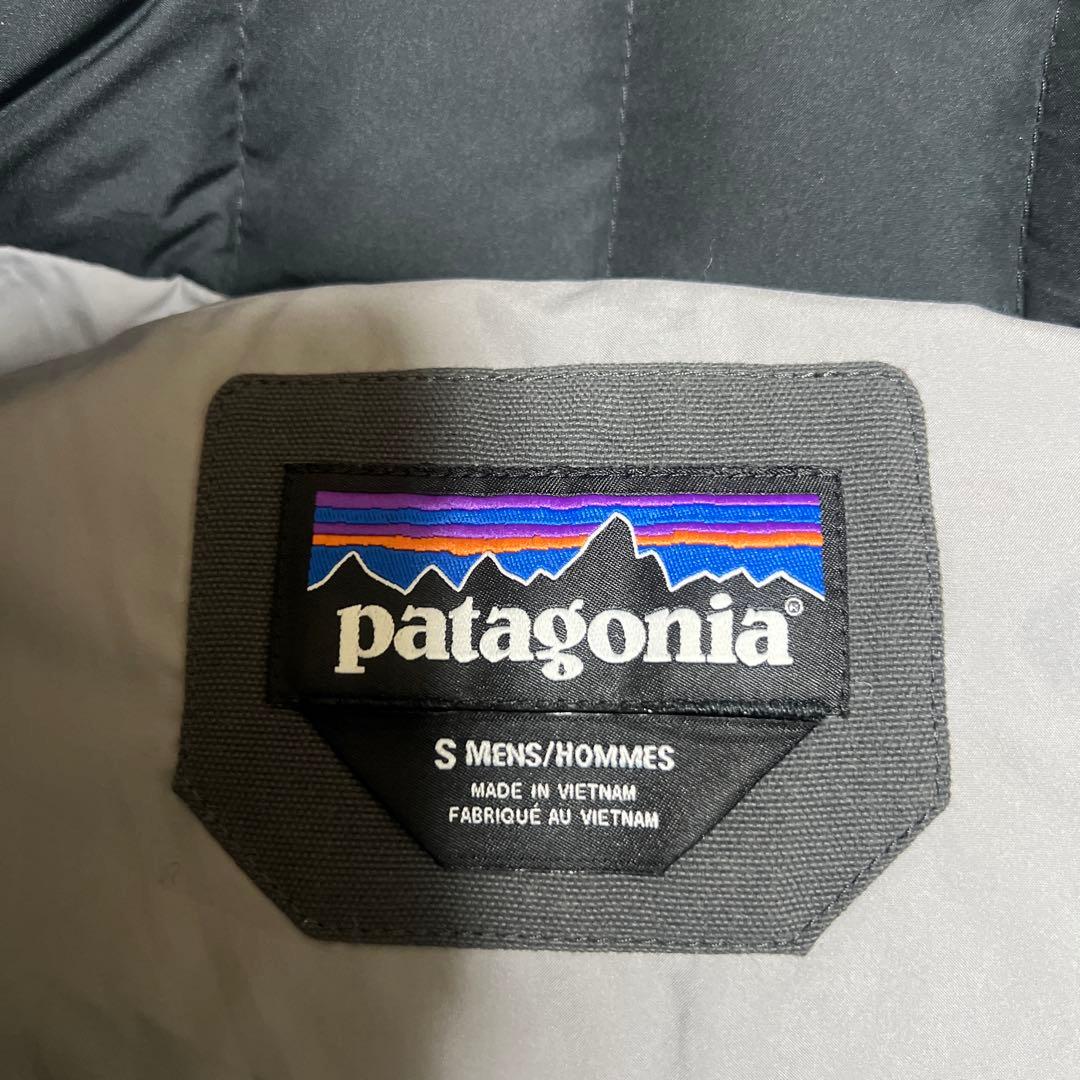 patagonia®
S MENS/HOMMES
MADE IN VIETNAM
FABRIQUÉ AU VIETNAM